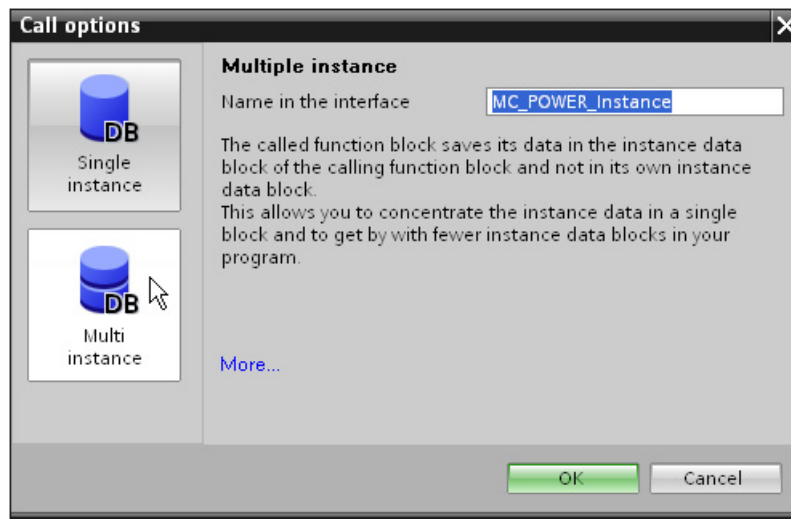 Call options
DB
Single
instance
DB
Multi
instance
Multiple instance
Name in the interface MC_POWER_Instance
The called function block saves its data in the instance data
block of the calling function block and not in its own instance
data block.
This allows you to concentrate the instance data in a single
block and to get by with fewer instance data blocks in your
program.
More...
OK Cancel